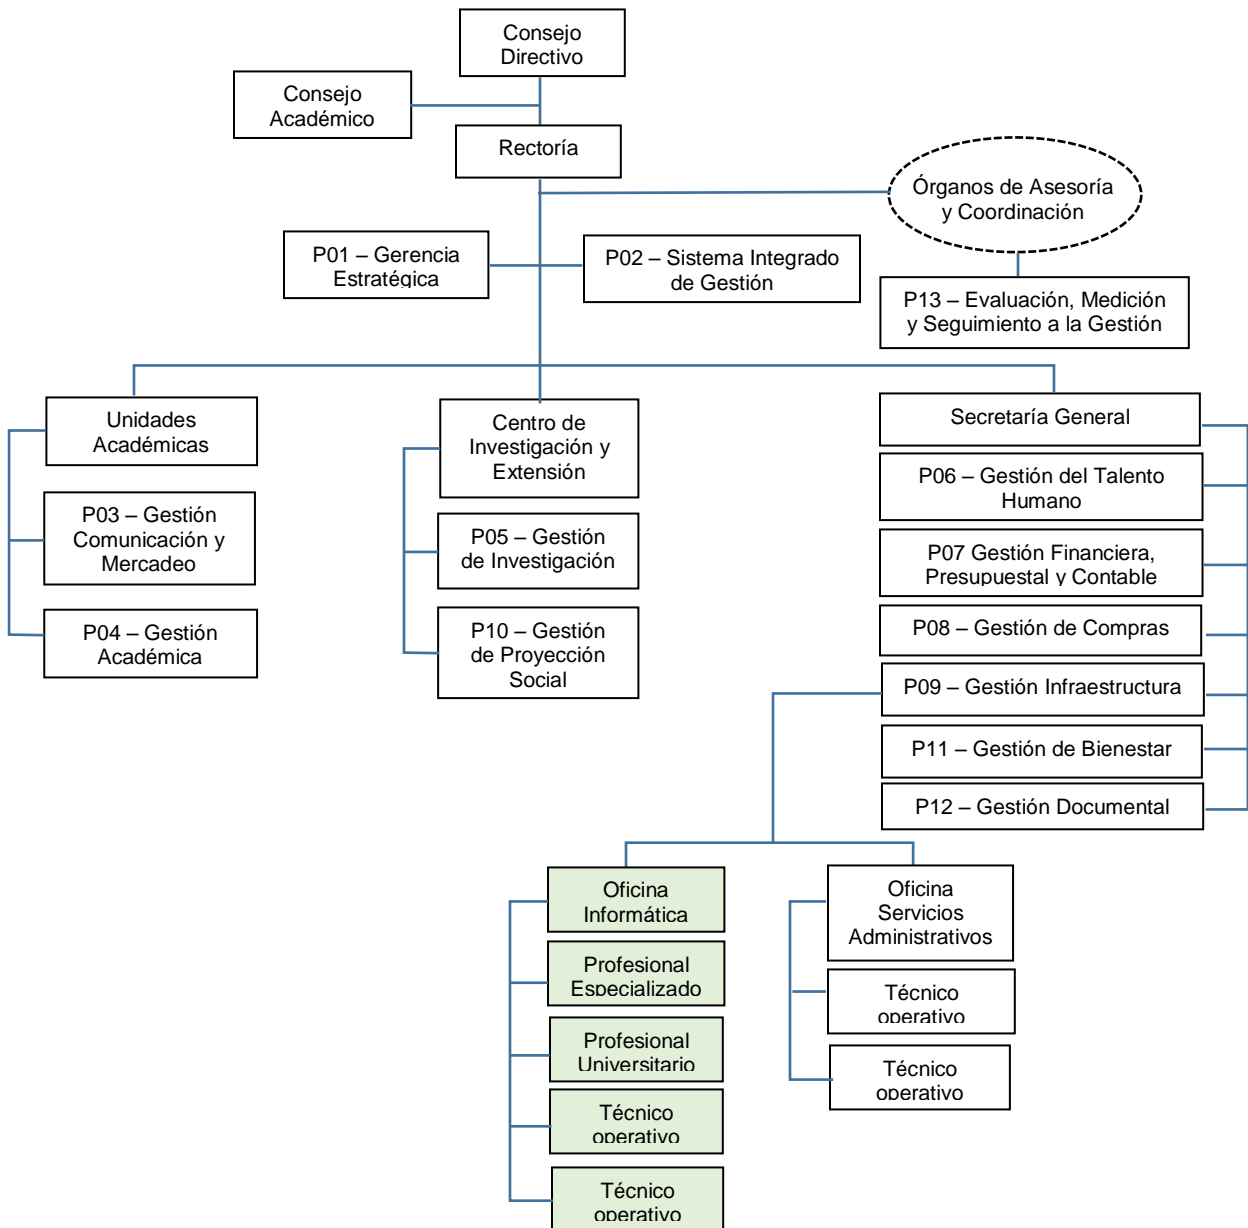 Consejo
Directivo
Consejo
Académico
Rectoría
Órganos de Asesoría
y Coordinación
P01 – Gerencia
Estratégica
P02 – Sistema Integrado
de Gestión
P13 – Evaluación, Medición
y Seguimiento a la Gestión
Unidades
Académicas
P03 – Gestión
Comunicación y
Mercadeo
P04 – Gestión
Académica
Centro de
Investigación y
Extensión
P05 – Gestión
de Investigación
P10 – Gestión
de Proyección
Social
Secretaría General
P06 – Gestión del Talento
Humano
P07 Gestión Financiera,
Presupuestal y Contable
P08 – Gestión de Compras
P09 – Gestión Infraestructura
P11 – Gestión de Bienestar
P12 – Gestión Documental
Oficina
Informática
Profesional
Especializado
Profesional
Universitario
Técnico
operativo
Técnico
operativo
Oficina
Servicios
Administrativos
Técnico
operativo
Técnico
operativo